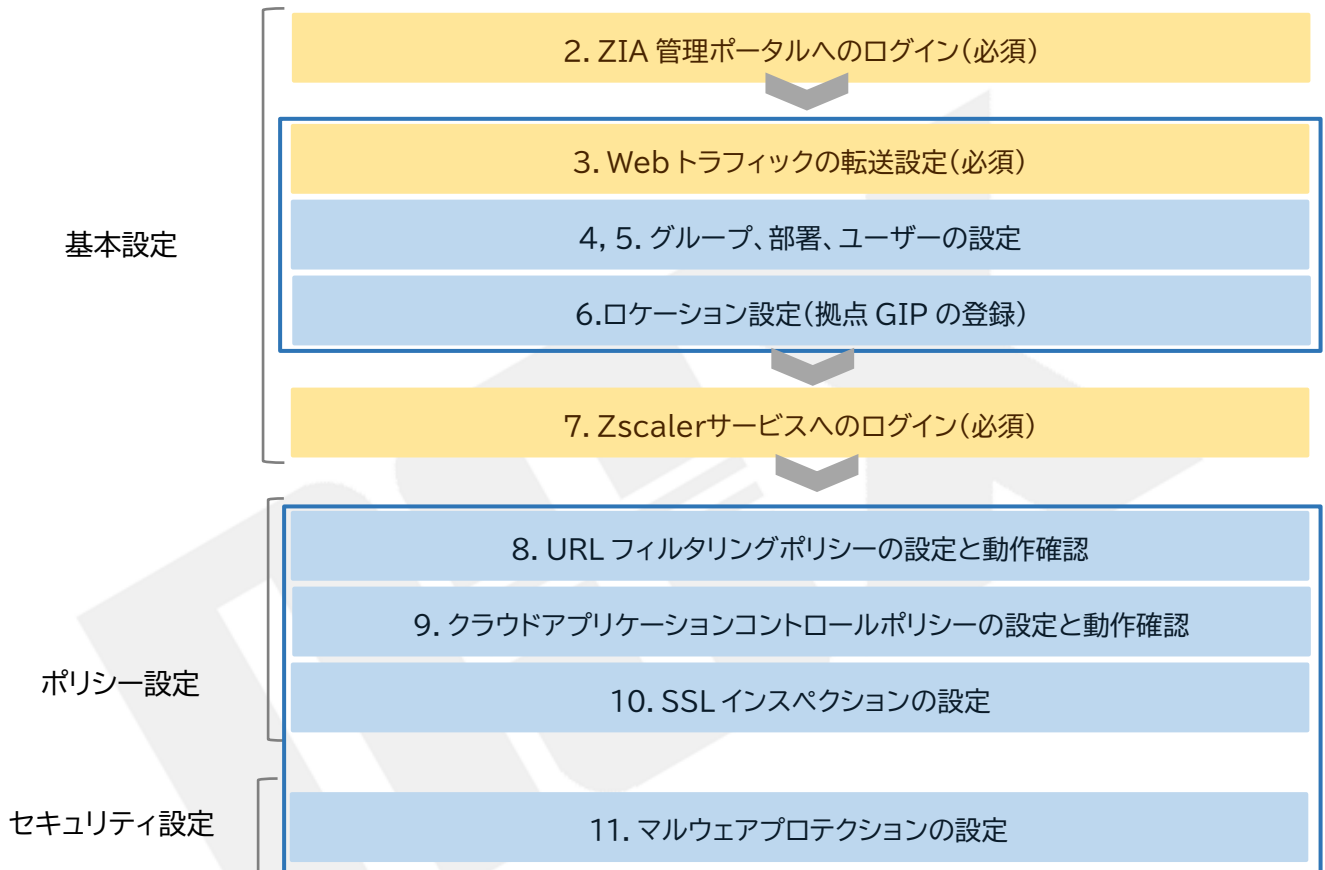 2. ZIA 管理ポータルへのログイン(必須)
3. Web トラフィックの転送設定(必須)
基本設定
4, 5. グループ、部署、ユーザーの設定
6.ロケーション設定(拠点 GIP の登録)
7. Zscalerサービスへのログイン(必須)
8. URL フィルタリングポリシーの設定と動作確認
9. クラウドアプリケーションコントロールポリシーの設定と動作確認
ポリシー設定
10. SSL インスペクションの設定
セキュリティ設定
11. マルウェアプロテクションの設定